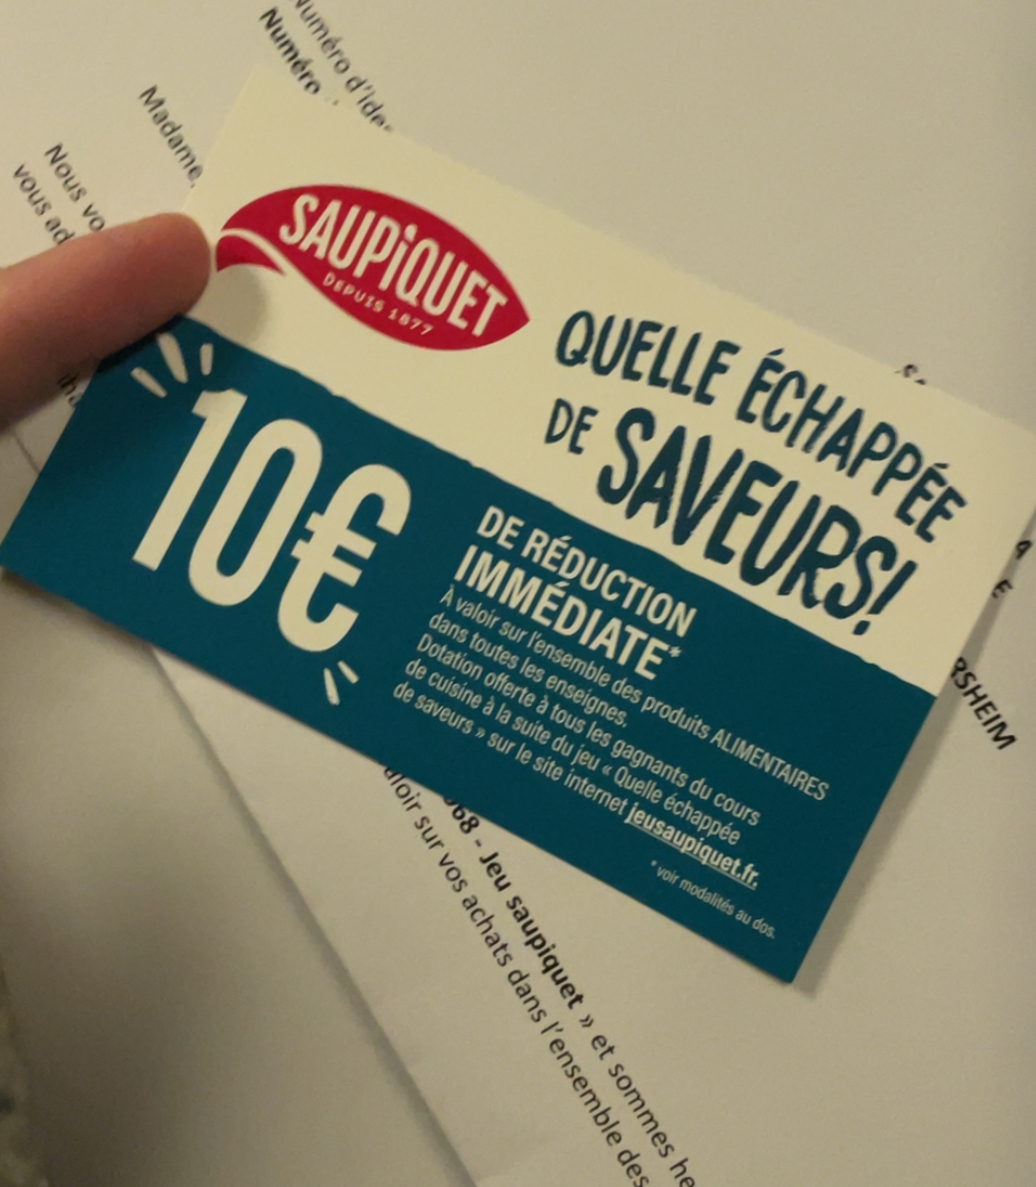 Numéro d'ide
Numéro
Madame,
Nous vo
vous ad
SAUPiQUET
DEPUIS 1877
QUELLE ÉCHAPPÉE
DE SAVEURS!
10€
DE RÉDUCTION
IMMÉDIATE*
À valoir sur l'ensemble des produits ALIMENTAIRES
dans toutes les enseignes.
Dotation offerte à tous les gagnants du cours
de cuisine à la suite du jeu « Quelle échappée
de saveurs » sur le site internet jeusaupiquet.fr.
*voir modalités au dos.
RSHEIM
68 - Jeu saupiquet » et sommes he
aloir sur vos achats dans l'ensemble des